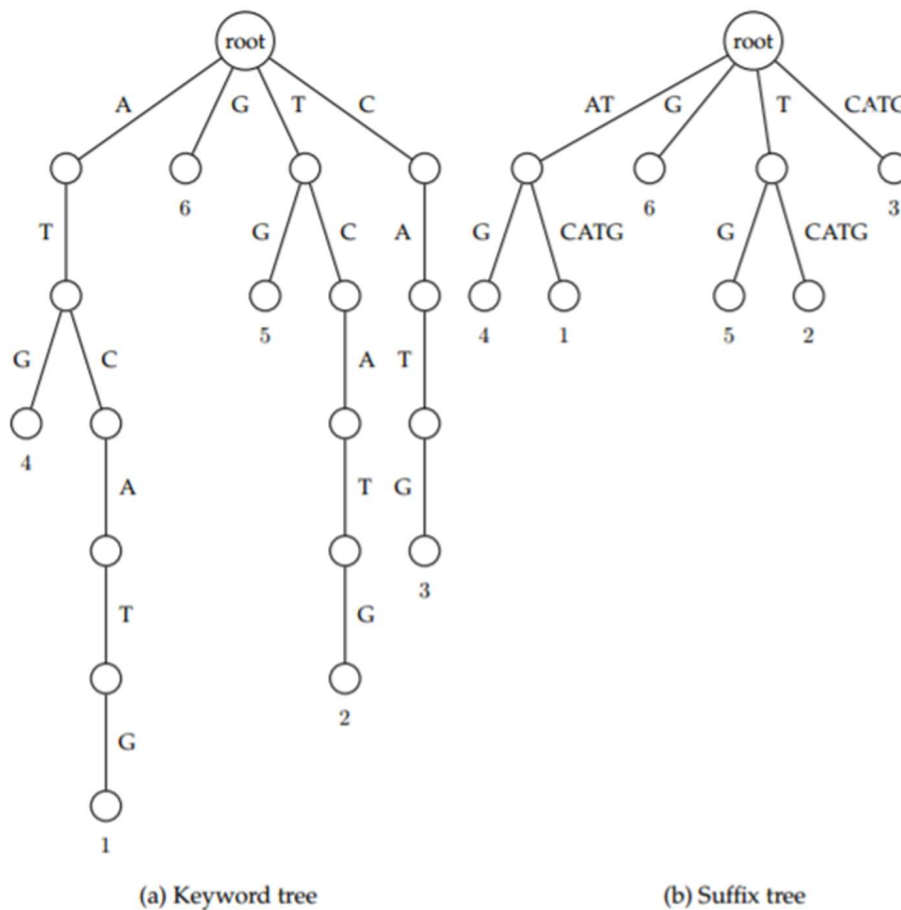 root root
A G T C AT G T CATG
6 6 3
T G C A G CATG G CATG
5 4 1 5 2
G C A T
4
A T G
3
T G
2
G
1
(a) Keyword tree (b) Suffix tree